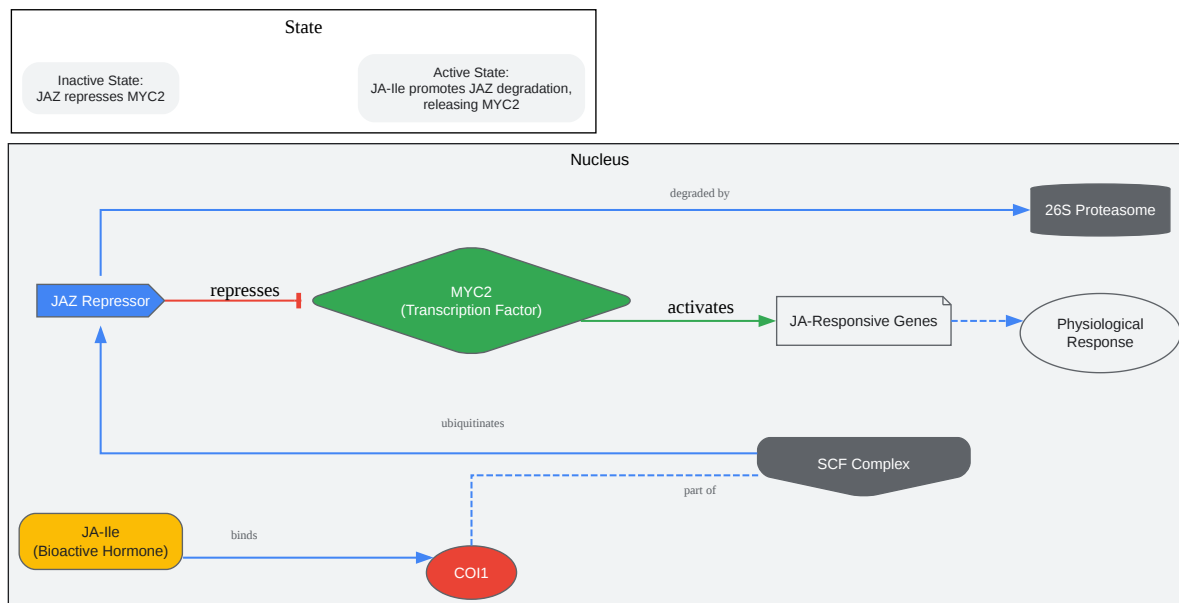 State
Inactive State:
JAZ represses MYC2
Active State:
JA-Ile promotes JAZ degradation,
releasing MYC2
Nucleus
degraded by
26S Proteasome
JAZ Repressor
represses
MYC2
(Transcription Factor)
activates
JA-Responsive Genes
Physiological
Response
ubiquitinates
SCF Complex
part of
JA-Ile
(Bioactive Hormone)
binds
COI1